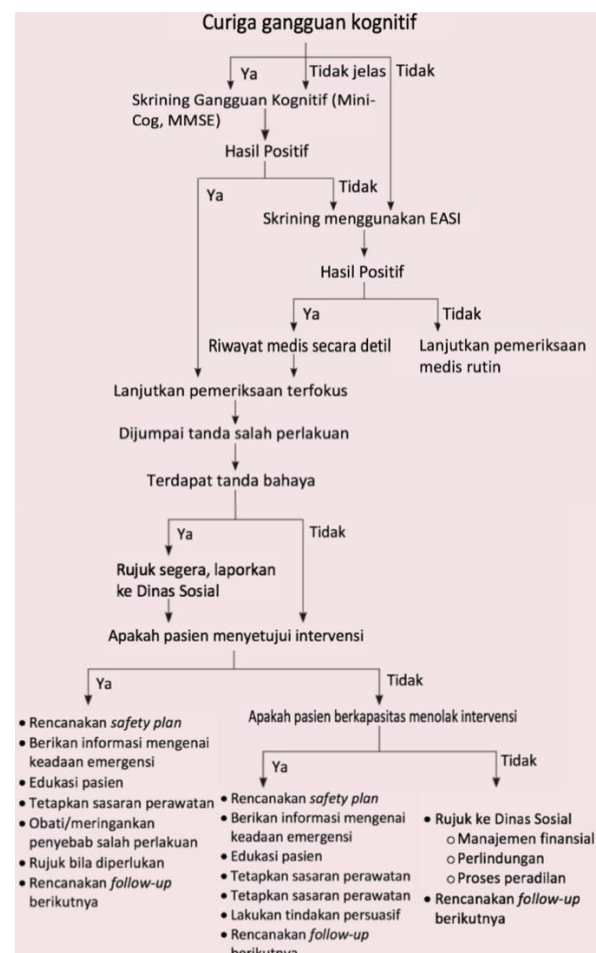 Curiga gangguan kognitif
Ya
Tidak jelas
Tidak
Skrining Gangguan Kognitif (Mini-
Cog, MMSE)
Hasil Positif
Ya
Tidak
Skrining menggunakan EASI
Hasil Positif
Ya
Tidak
Riwayat medis secara detil
Lanjutkan pemeriksaan
medis rutin
Lanjutkan pemeriksaan terfokus
Dijumpai tanda salah perlakuan
Terdapat tanda bahaya
Ya
Tidak
Rujuk segera, laporkan
ke Dinas Sosial
Apakah pasien menyetujui intervensi
Ya
Tidak
• Rencanakan safety plan
• Berikan informasi mengenai
keadaan emergensi
• Edukasi pasien
• Tetapkan sasaran perawatan
• Obati/meringankan
penyebab salah perlakuan
• Rujuk bila diperlukan
• Rencanakan follow-up
berikutnya
Apakah pasien berkapasitas menolak intervensi
Ya
Tidak
• Rencanakan safety plan
• Berikan informasi mengenai
keadaan emergensi
• Edukasi pasien
• Tetapkan sasaran perawatan
• Tetapkan sasaran perawatan
• Lakukan tindakan persuasif
• Rencanakan follow-up
berikutnya
• Rujuk ke Dinas Sosial
o Manajemen finansial
o Perlindungan
o Proses peradilan
• Rencanakan follow-up
berikutnya